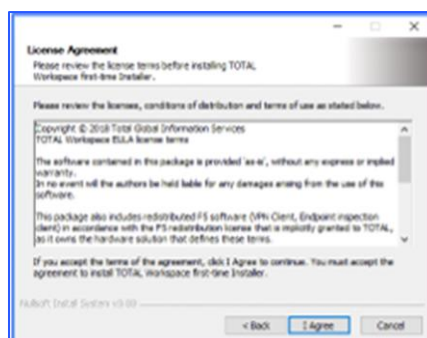 License Agreement
Please review the license terms before installing TOTAL
Workspace first-time Installer.
Please review the licenses, conditions of distribution and terms of use as stated below.
Copyright © 2018 Total Global Information Services
TOTAL Workspace EULA license terms
The software contained in this package is provided 'as-is', without any express or implied
warranty.
In no event will the authors be held liable for any damages arising from the use of this
software.
This package also includes redistributed F5 software (VPN Client, Endpoint inspection
client) in accordance with the F5 redistribution license that is implicitly granted to TOTAL,
as it owns the hardware solution that defines these terms.
If you accept the terms of the agreement, click I Agree to continue. You must accept the
agreement to install TOTAL Workspace first-time Installer.
Nullsoft Install System
< Back
I Agree
Cancel